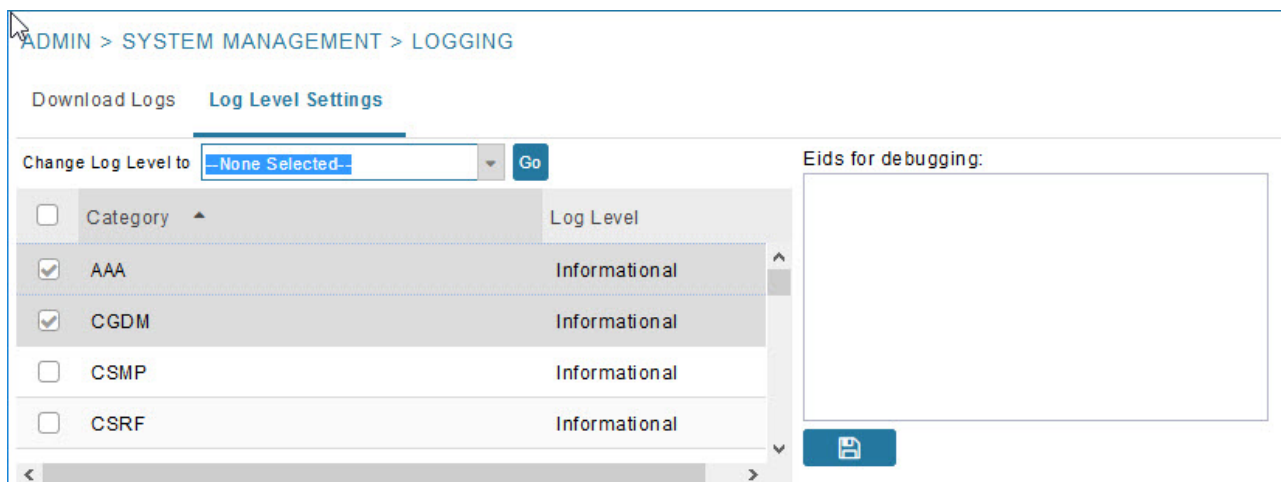 ADMIN > SYSTEM MANAGEMENT > LOGGING
Download Logs Log Level Settings
Change Log Level to --None Selected-- Go
Eids for debugging:
Category Log Level
AAA Informational
CGDM Informational
CSMP Informational
CSRF Informational